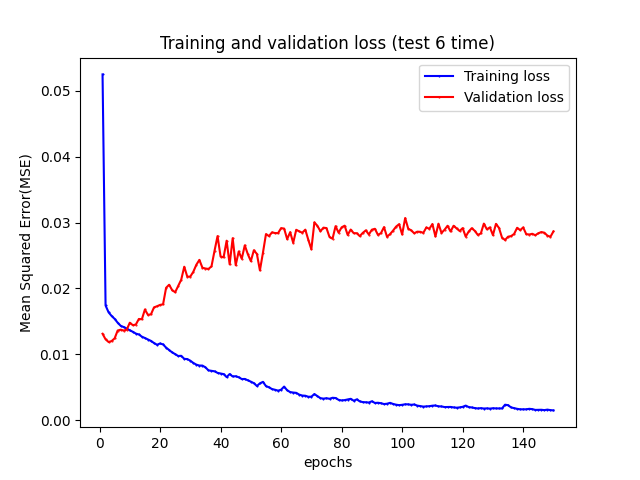 Training and validation loss (test 6 time)
Training loss
Validation loss
Mean Squared Error(MSE)
0.05
0.04
0.03
0.02
0.01
0.00
0 20 40 60 80 100 120 140
epochs